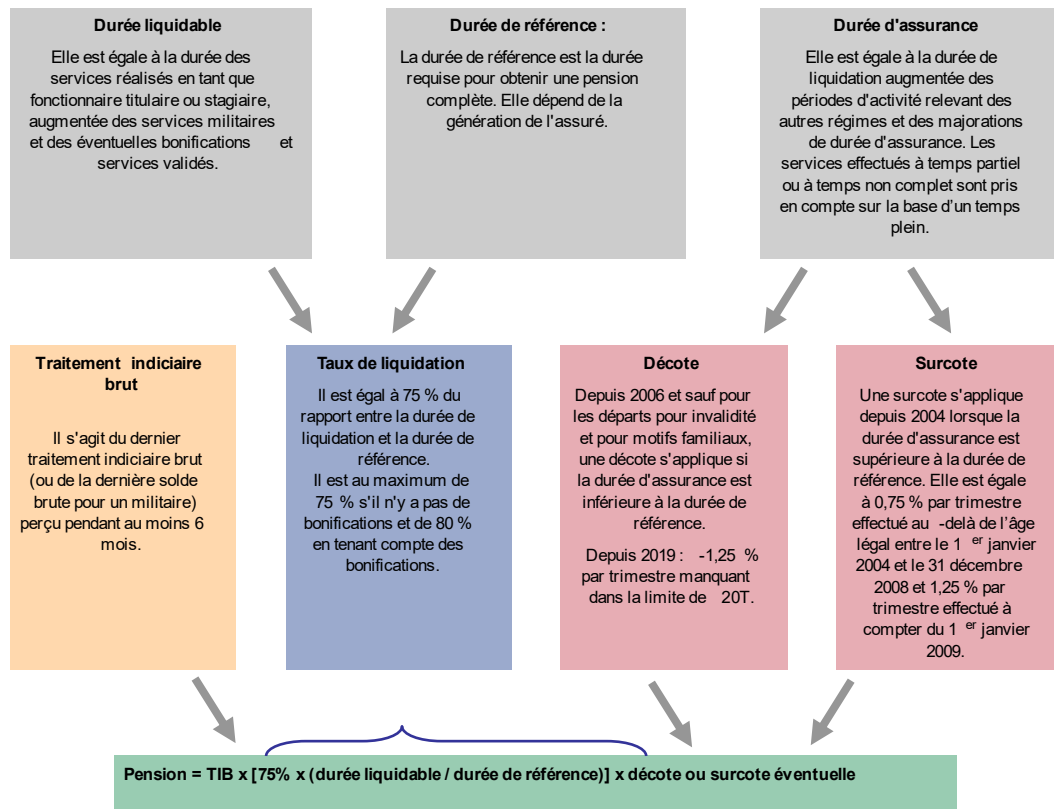 Durée liquidable
Elle est égale à la durée des
services réalisés en tant que
fonctionnaire titulaire ou stagiaire,
augmentée des services militaires
et des éventuelles bonifications et
services validés.
Durée de référence :
La durée de référence est la durée
requise pour obtenir une pension
complète. Elle dépend de la
génération de l'assuré.
Durée d'assurance
Elle est égale à la durée de
liquidation augmentée des
périodes d'activité relevant des
autres régimes et des majorations
de durée d'assurance. Les
services effectués à temps partiel
ou à temps non complet sont pris
en compte sur la base d'un temps
plein.
Traitement indiciaire
brut
Il s'agit du dernier
traitement indiciaire brut
(ou de la dernière solde
brute pour un militaire)
perçu pendant au moins 6
mois.
Taux de liquidation
Il est égal à 75 % du
rapport entre la durée de
liquidation et la durée de
référence.
Il est au maximum de
75 % s'il n'y a pas de
bonifications et de 80 %
en tenant compte des
bonifications.
Décote
Depuis 2006 et sauf pour
les départs pour invalidité
et pour motifs familiaux,
une décote s'applique si
la durée d'assurance est
inférieure à la durée de
référence.
Depuis 2019 : -1,25 %
par trimestre manquant
dans la limite de 20T.
Surcote
Une surcote s'applique
depuis 2004 lorsque la
durée d'assurance est
supérieure à la durée de
référence. Elle est égale
à 0,75 % par trimestre
effectué au -delà de l'âge
légal entre le 1 er janvier
2004 et le 31 décembre
2008 et 1,25 % par
trimestre effectué à
compter du 1 er janvier
2009.
Pension = TIB x [75% x (durée liquidable / durée de référence)] x décote ou surcote éventuelle